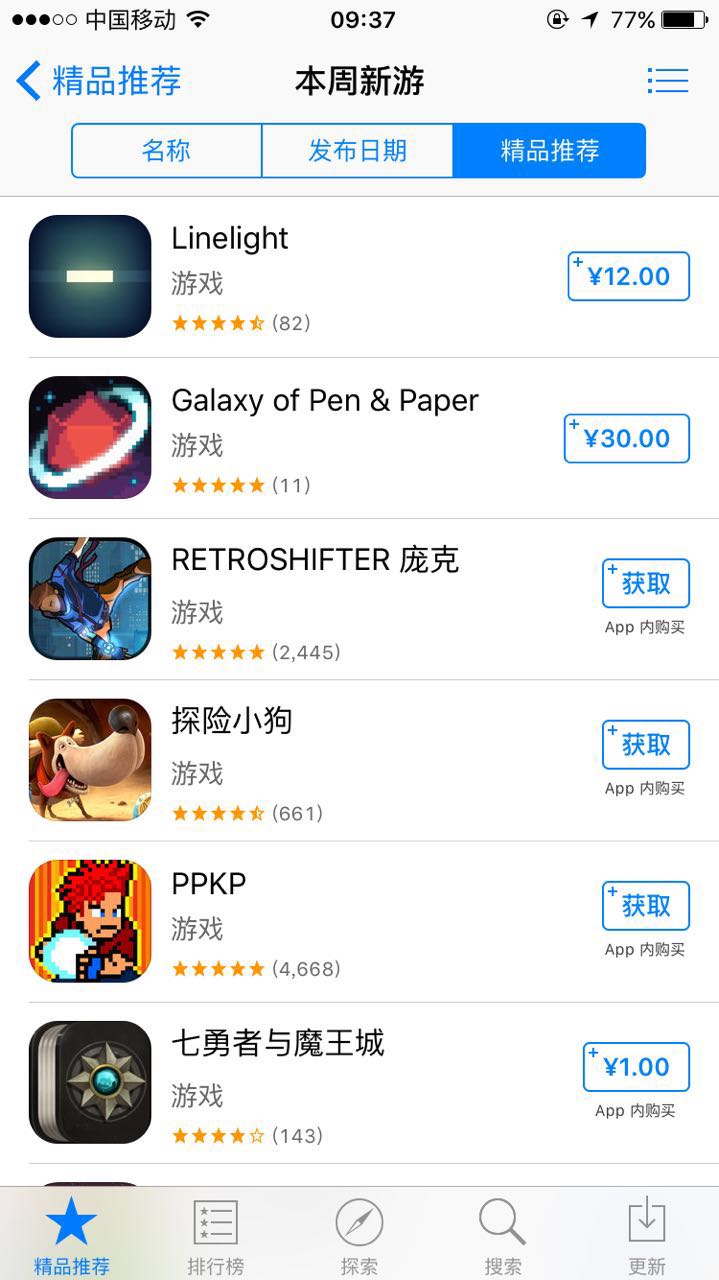 中国移动 09:37 77%
精品推荐 本周新游
名称 发布日期 精品推荐
Linelight
游戏
(82)
+ ¥12.00
Galaxy of Pen & Paper
游戏
(11)
+ ¥30.00
RETROSHIFTER 庞克
游戏
(2,445)
+ 获取
App 内购买
探险小狗
游戏
(661)
+ 获取
App 内购买
PPKP
游戏
(4,668)
+ 获取
App 内购买
七勇者与魔王城
游戏
(143)
+ ¥1.00
App 内购买
精品推荐 排行榜 探索 搜索 更新